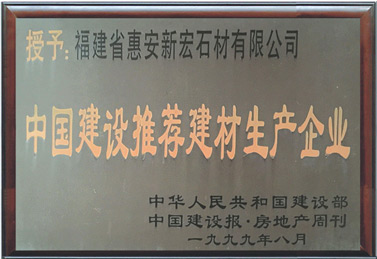 授予:福建省惠安新宏石材有限公司
中国建设推荐建材生产企业
中华人民共和国建设部
中国建设报·房地产周刊
一九九九年八月